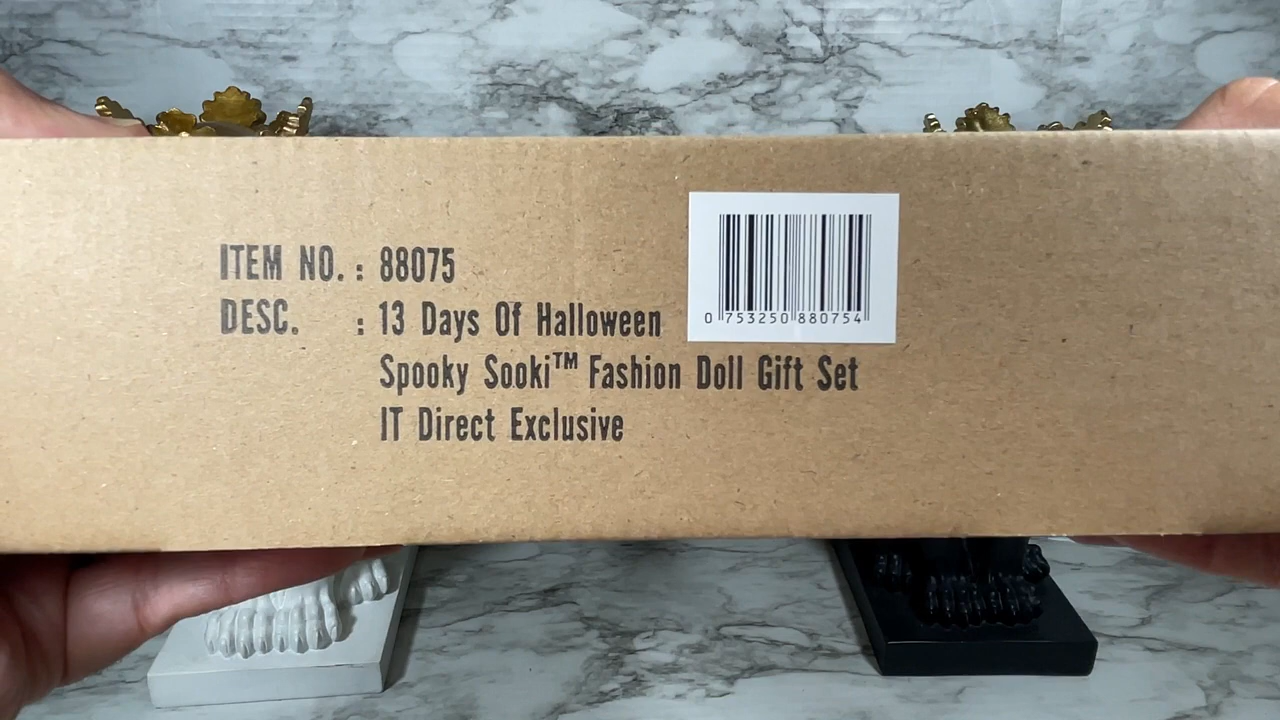 ITEM NO. : 88075
DESC. : 13 Days Of Halloween
Spooky Sooki™ Fashion Doll Gift Set
IT Direct Exclusive
0 753250 880754